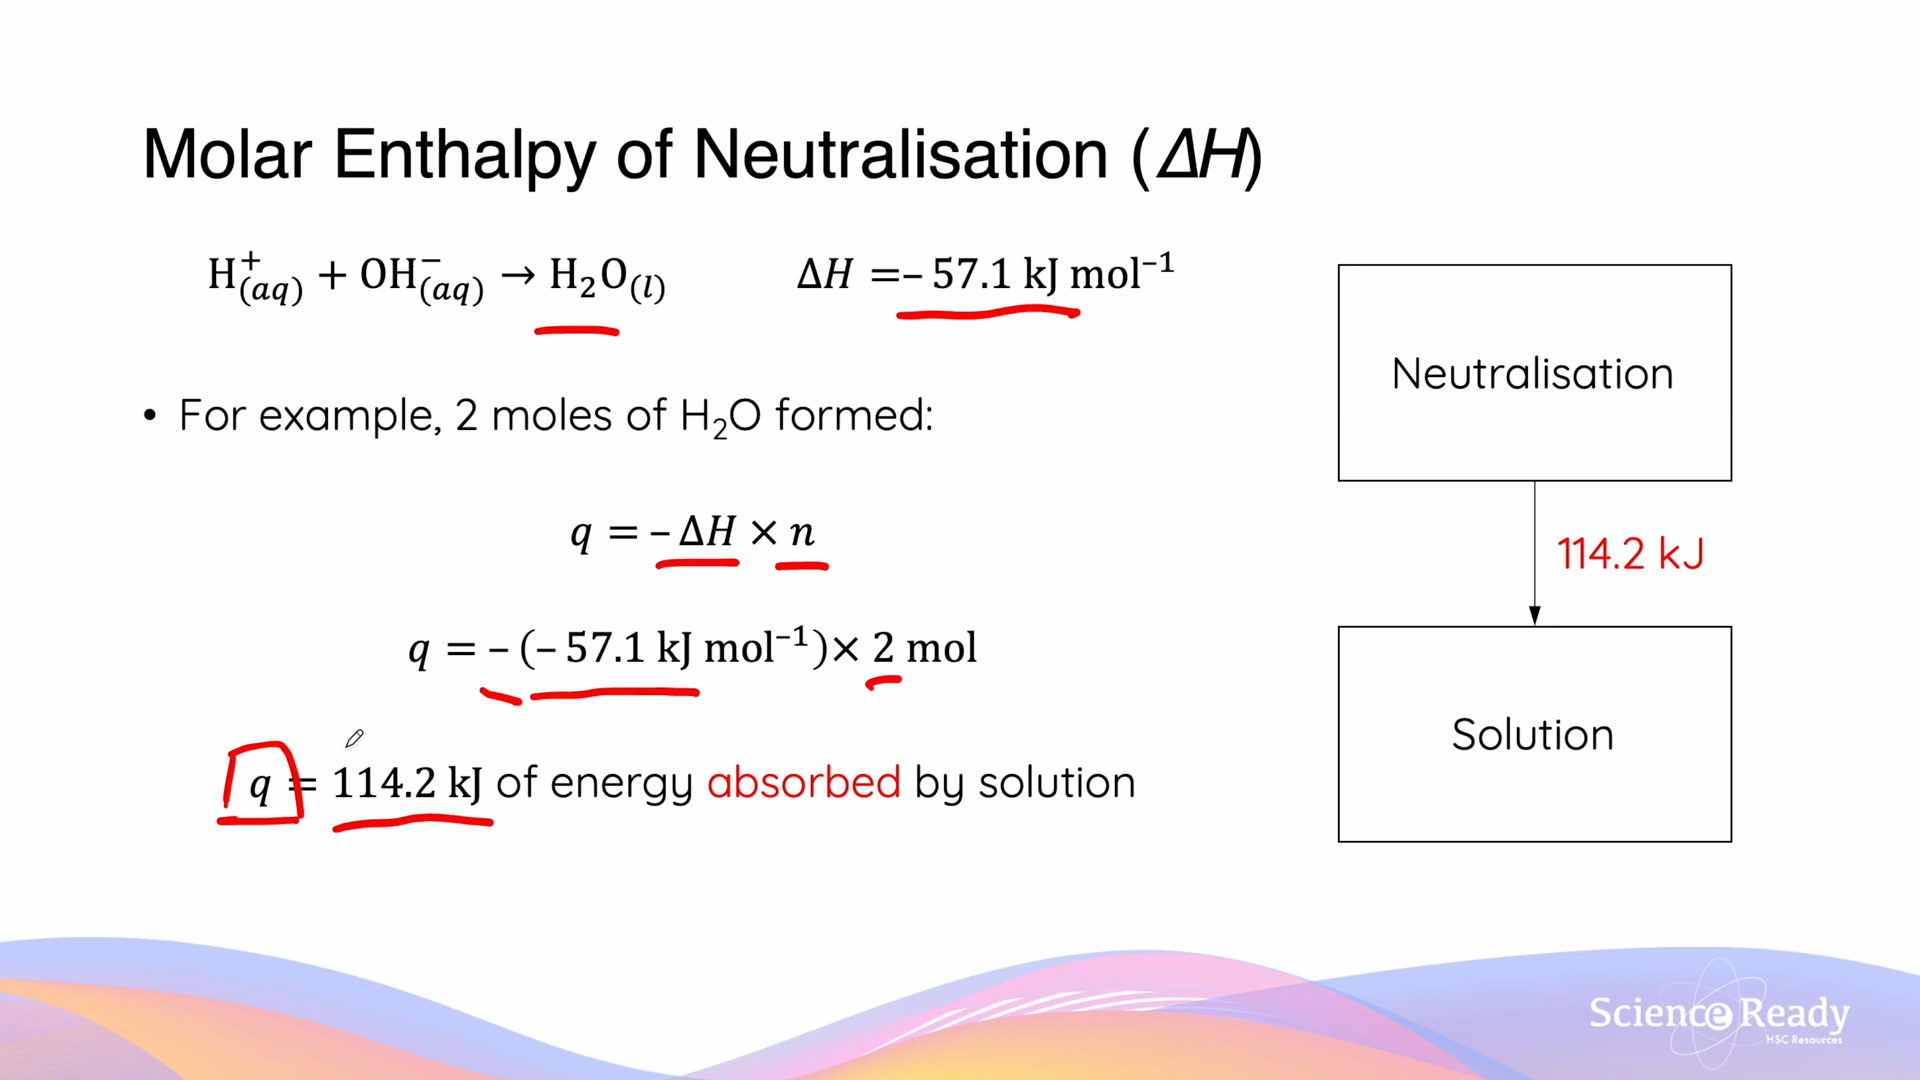 Molar Enthalpy of Neutralisation (ΔH)
H⁺(aq) + OH⁻(aq) → H₂O(l)
ΔH =– 57.1 kJ mol⁻¹
• For example, 2 moles of H₂O formed:
q = – ΔH × n
q = – (– 57.1 kJ mol⁻¹)× 2 mol
q = 114.2 kJ of energy absorbed by solution
Neutralisation
114.2 kJ
Solution
Science Ready
HSC Resources